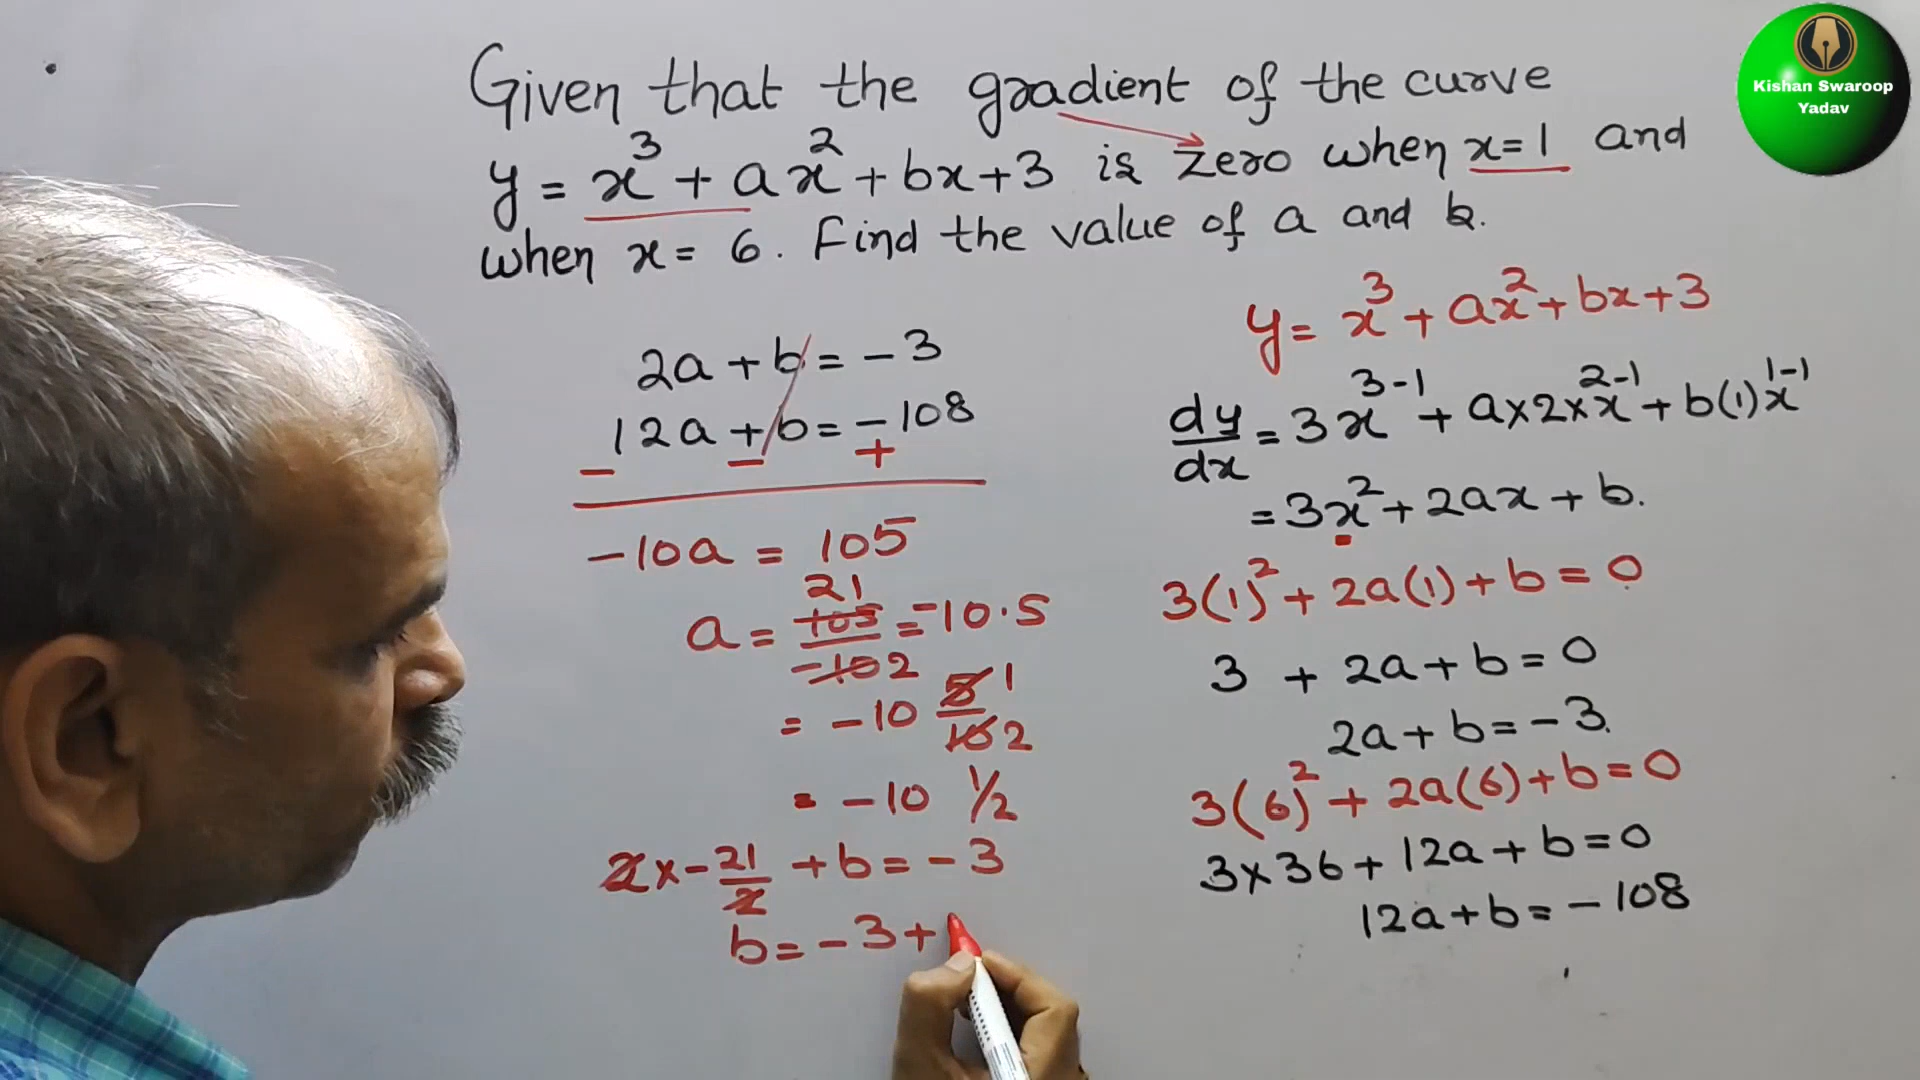 Given that the gradient of the curve
y = x³ + ax² + bx + 3 is zero when x = 1 and
when x = 6. Find the value of a and b.
2a + b = -3
12a + b = -108
- - +
-10a = 105
21
a = 105/-10 2 = -10.5
= -10 5/10 1 2
= -10 1/2
2 x -21/2 + b = -3
b = -3 +
y = x³ + ax² + bx + 3
dy/dx = 3x³⁻¹ + a x 2 x x²⁻¹ + b(1)x¹⁻¹
= 3x² + 2ax + b.
3(1)² + 2a(1) + b = 0
3 + 2a + b = 0
2a + b = -3.
3(6)² + 2a(6) + b = 0
3 x 36 + 12a + b = 0
12a + b = -108
Kishan Swaroop
Yadav